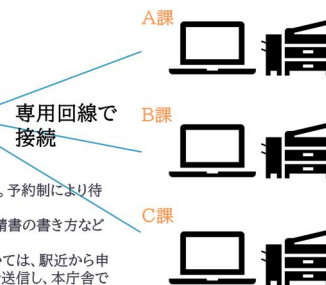 A課
専用回線で
接続
B課
。予約制により待
請書の書き方など
C課
ては、駅近から申
送信し、本庁舎で